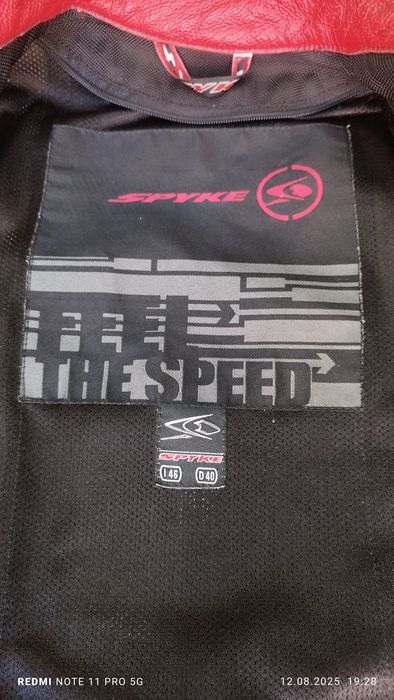 SPYKE
FEEL
THE SPEED
SPYKE
I 46 D 40
REDMI NOTE 11 PRO 5G 12.08.2025 19:28